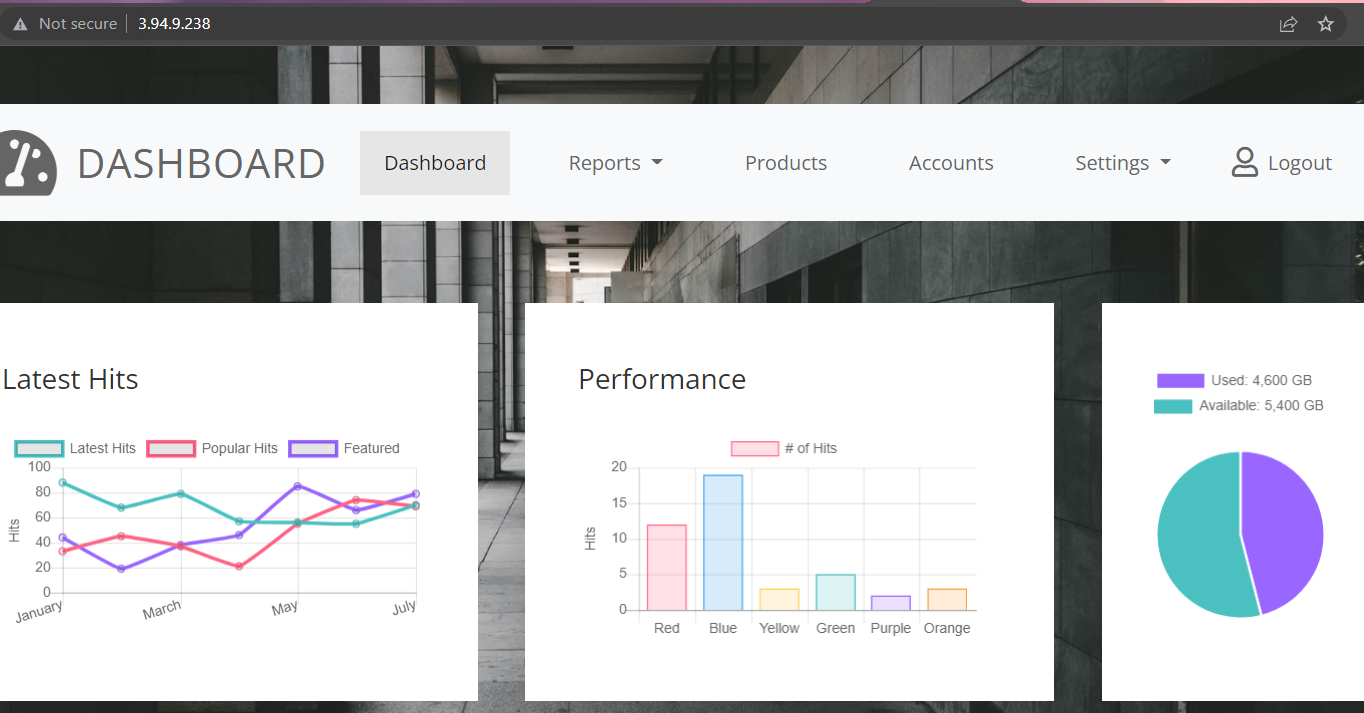 Not secure 3.94.9.238
DASHBOARD Dashboard Reports Products Accounts Settings Logout
Latest Hits
Latest Hits Popular Hits Featured
100
80
60
40
20
0
Hits
January March May July
Performance
# of Hits
20
15
10
5
0
Hits
Red Blue Yellow Green Purple Orange
Used: 4,600 GB
Available: 5,400 GB